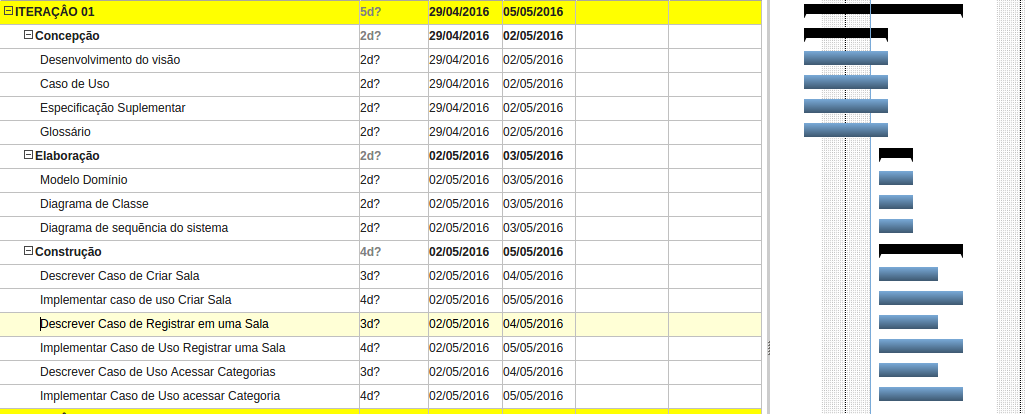 ITERAÇÂO 01 5d? 29/04/2016 05/05/2016
Concepção 2d? 29/04/2016 02/05/2016
Desenvolvimento do visão 2d? 29/04/2016 02/05/2016
Caso de Uso 2d? 29/04/2016 02/05/2016
Especificação Suplementar 2d? 29/04/2016 02/05/2016
Glossário 2d? 29/04/2016 02/05/2016
Elaboração 2d? 02/05/2016 03/05/2016
Modelo Domínio 2d? 02/05/2016 03/05/2016
Diagrama de Classe 2d? 02/05/2016 03/05/2016
Diagrama de sequẽncia do sistema 2d? 02/05/2016 03/05/2016
Construção 4d? 02/05/2016 05/05/2016
Descrever Caso de Criar Sala 3d? 02/05/2016 04/05/2016
Implementar caso de uso Criar Sala 4d? 02/05/2016 05/05/2016
Descrever Caso de Registrar em uma Sala 3d? 02/05/2016 04/05/2016
Implementar Caso de Uso Registrar uma Sala 4d? 02/05/2016 05/05/2016
Descrever Caso de Uso Acessar Categorias 3d? 02/05/2016 04/05/2016
Implementar Caso de Uso acessar Categoria 4d? 02/05/2016 05/05/2016